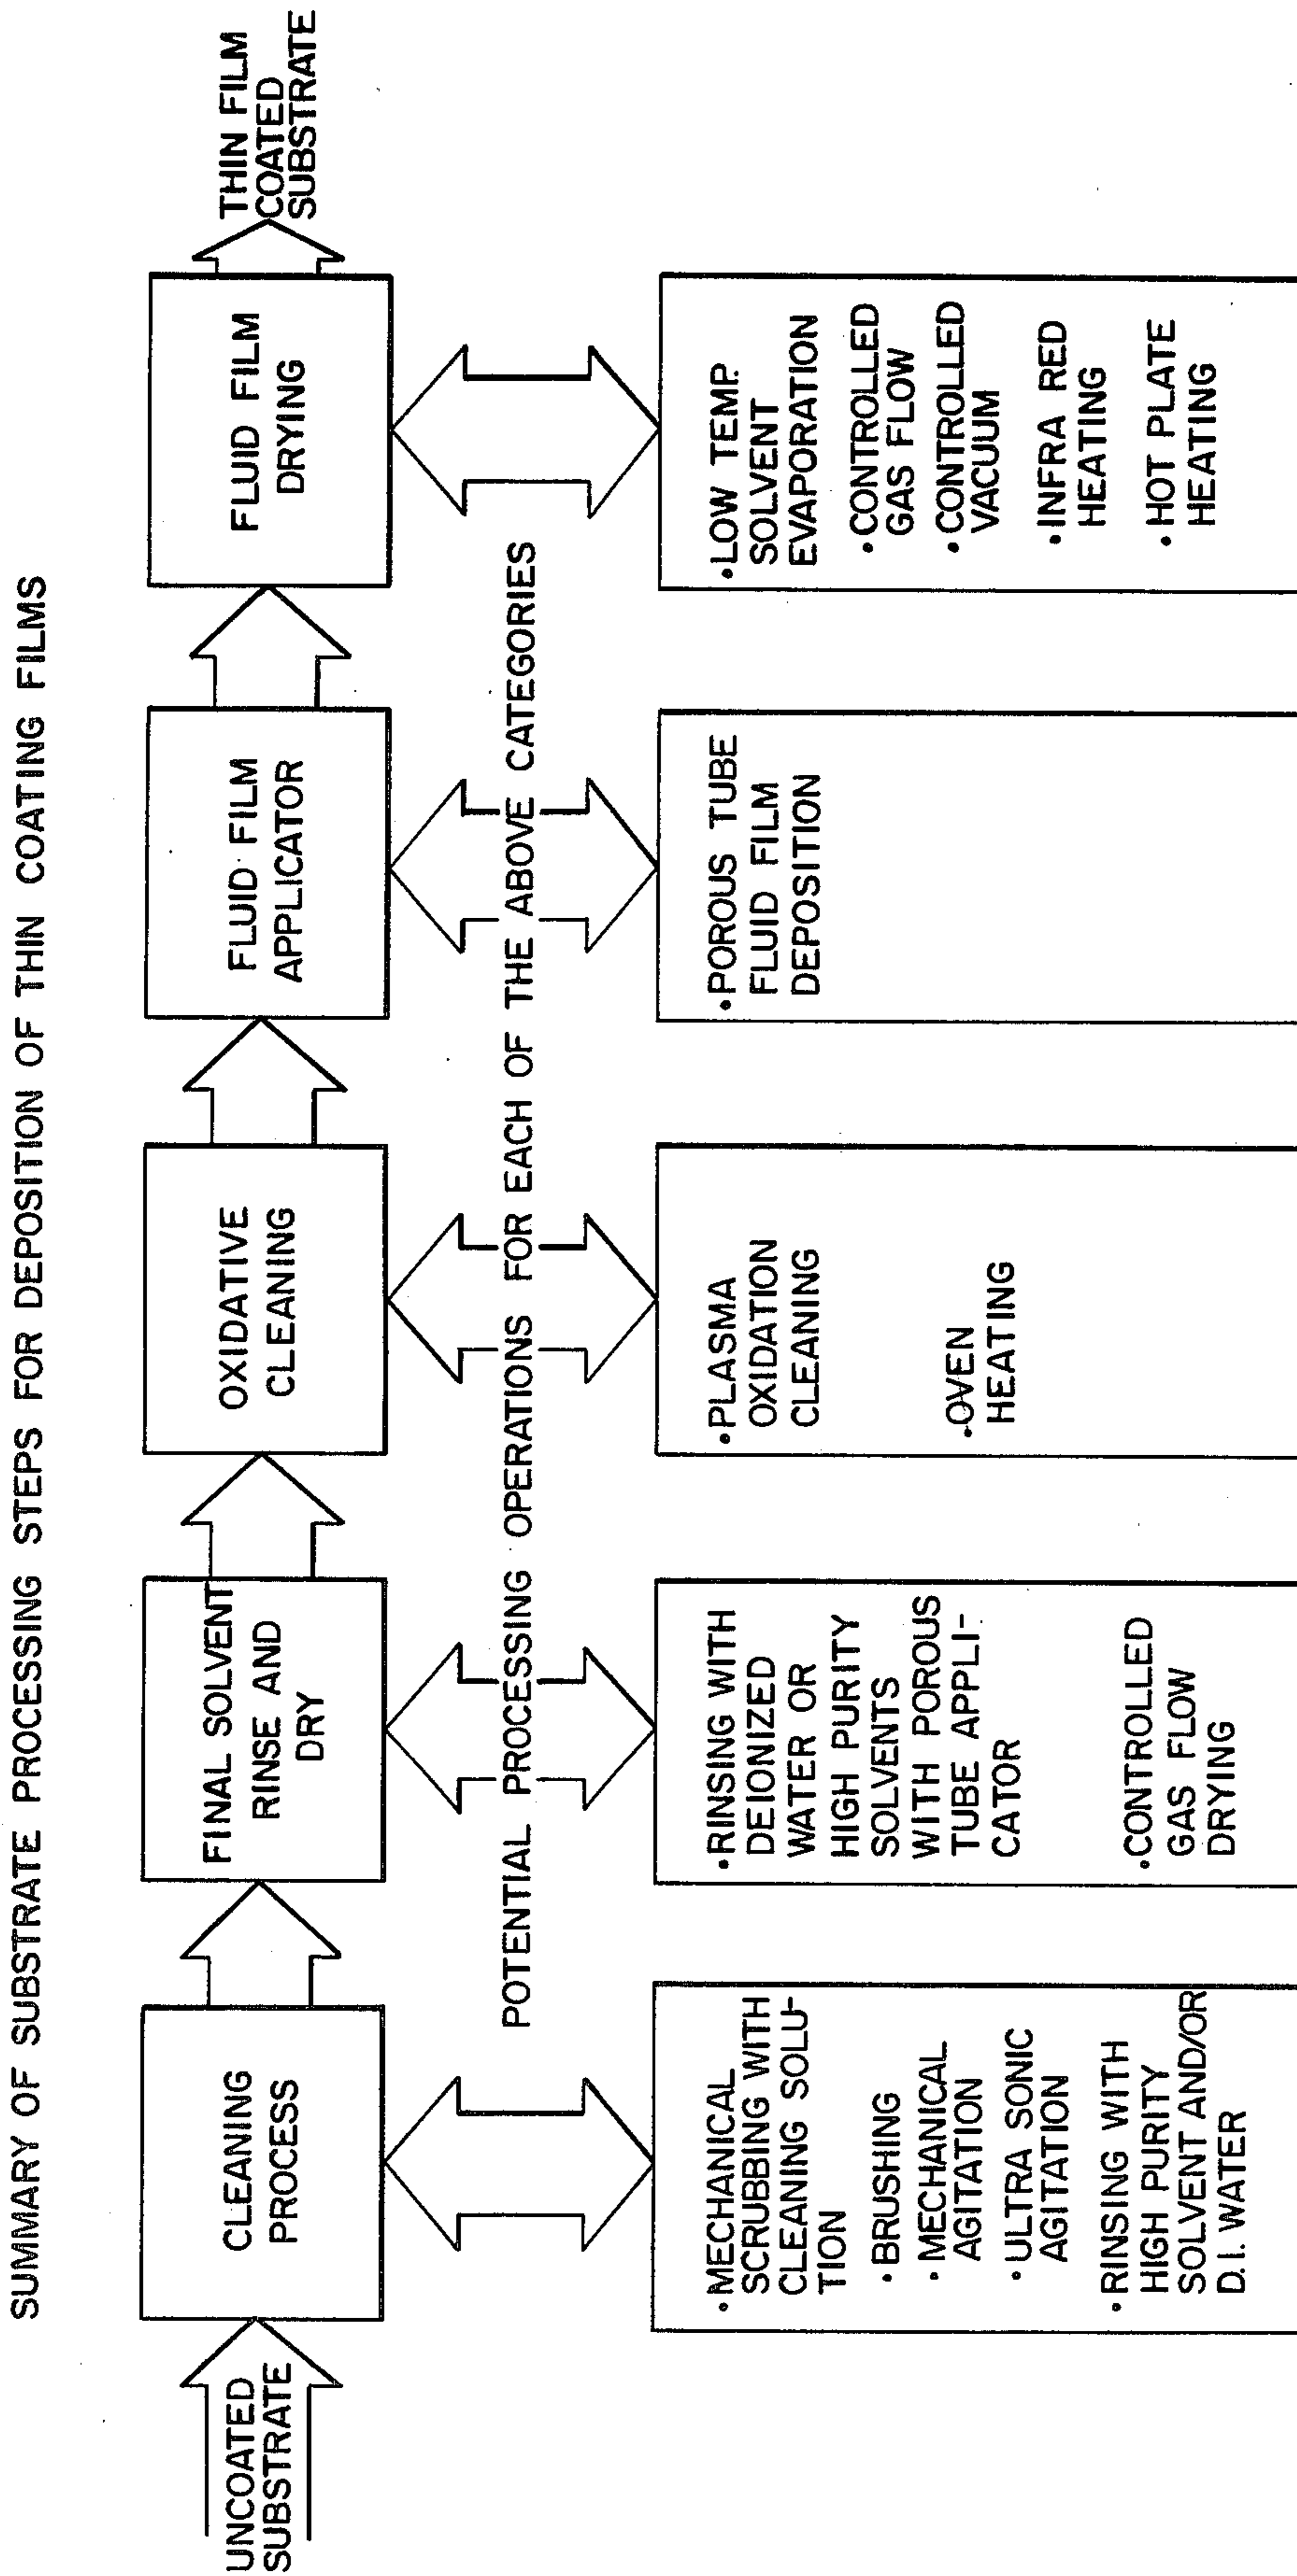 SUMMARY OF SUBSTRATE PROCESSING STEPS FOR DEPOSITION OF THIN COATING FILMS
UNCOATED
SUBSTRATE
CLEANING
PROCESS
FINAL SOLVENT
RINSE AND
DRY
OXIDATIVE
CLEANING
FLUID FILM
APPLICATOR
FLUID FILM
DRYING
THIN FILM
COATED
SUBSTRATE
POTENTIAL PROCESSING OPERATIONS FOR EACH OF THE ABOVE CATEGORIES
•MECHANICAL
SCRUBBING WITH
CLEANING SOLU-
TION
•BRUSHING
•MECHANICAL
AGITATION
•ULTRA SONIC
AGITATION
•RINSING WITH
HIGH PURITY
SOLVENT AND/OR
D.I. WATER
•RINSING WITH
DEIONIZED
WATER OR
HIGH PURITY
SOLVENTS
WITH POROUS
TUBE APPLI-
CATOR
•CONTROLLED
GAS FLOW
DRYING
•PLASMA
OXIDATION
CLEANING
•OVEN
HEATING
•POROUS TUBE
FLUID FILM
DEPOSITION
•LOW TEMP.
SOLVENT
EVAPORATION
•CONTROLLED
GAS FLOW
•CONTROLLED
VACUUM
•INFRA RED
HEATING
•HOT PLATE
HEATING